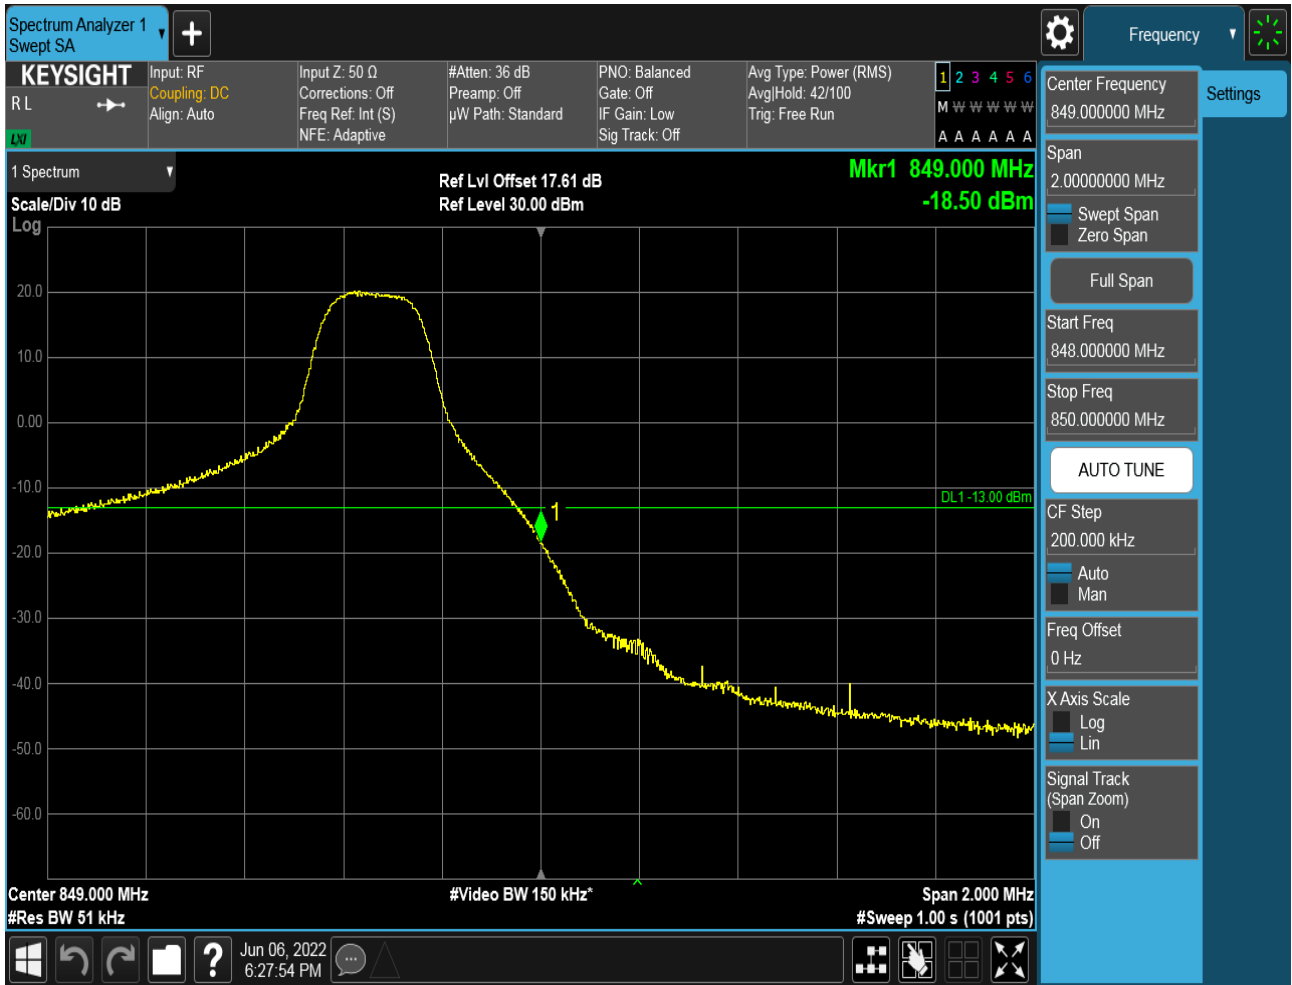 Spectrum Analyzer 1
Swept SA
Frequency
KEYSIGHT
R L
LXI
Input: RF
Coupling: DC
Align: Auto
Input Z: 50 Ω
Corrections: Off
Freq Ref: Int (S)
NFE: Adaptive
#Atten: 36 dB
Preamp: Off
µW Path: Standard
PNO: Balanced
Gate: Off
IF Gain: Low
Sig Track: Off
Avg Type: Power (RMS)
Avg|Hold: 42/100
Trig: Free Run
1 2 3 4 5 6
M W W W W W
A A A A A A
1 Spectrum
Scale/Div 10 dB
Log
Ref Lvl Offset 17.61 dB
Ref Level 30.00 dBm
Mkr1 849.000 MHz
-18.50 dBm
20.0
10.0
0.00
-10.0
-20.0
-30.0
-40.0
-50.0
-60.0
DL1 -13.00 dBm
1
Center 849.000 MHz
#Res BW 51 kHz
#Video BW 150 kHz*
Span 2.000 MHz
#Sweep 1.00 s (1001 pts)
Jun 06, 2022
6:27:54 PM
Settings
Center Frequency
849.000000 MHz
Span
2.00000000 MHz
Swept Span
Zero Span
Full Span
Start Freq
848.000000 MHz
Stop Freq
850.000000 MHz
AUTO TUNE
CF Step
200.000 kHz
Auto
Man
Freq Offset
0 Hz
X Axis Scale
Log
Lin
Signal Track
(Span Zoom)
On
Off